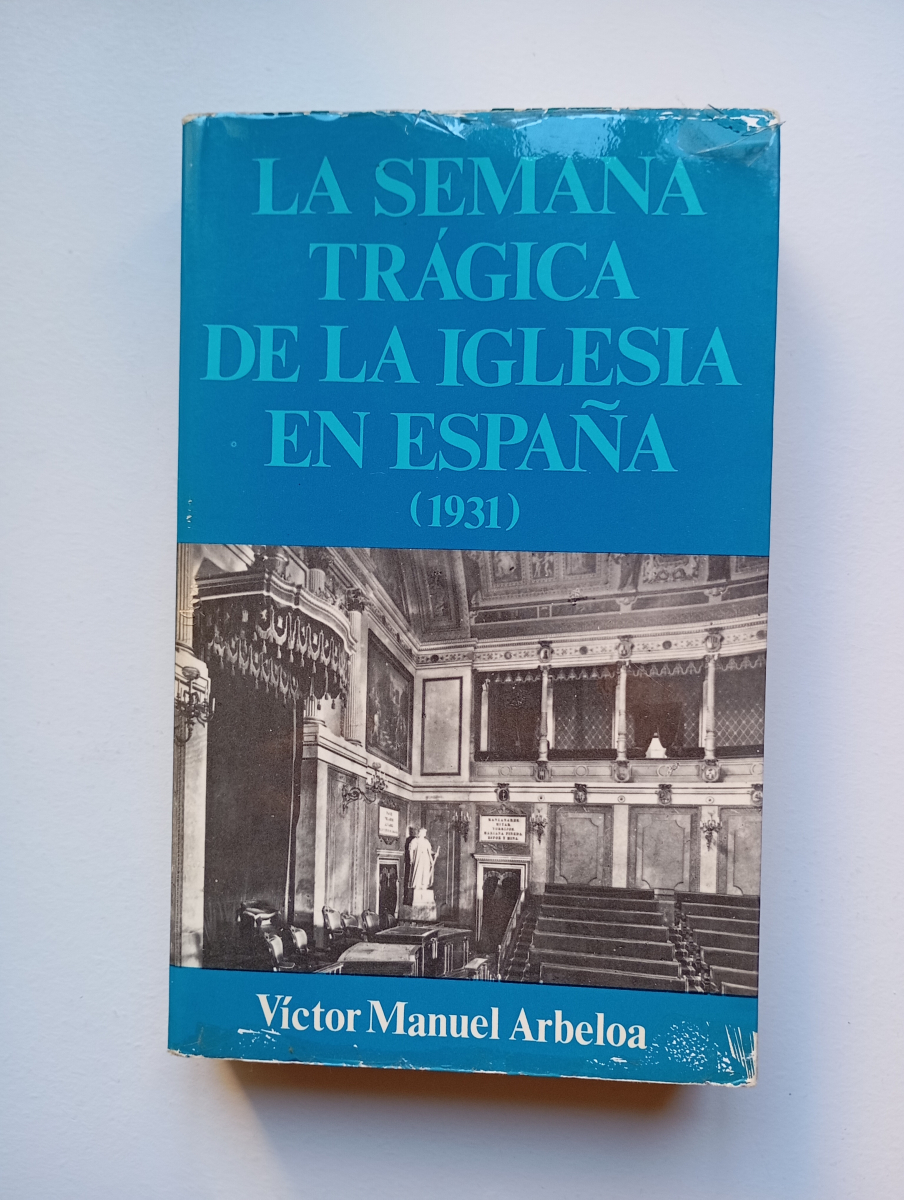 LA SEMANA
TRÁGICA
DE LA IGLESIA
EN ESPAÑA
(1931)
Víctor Manuel Arbeloa